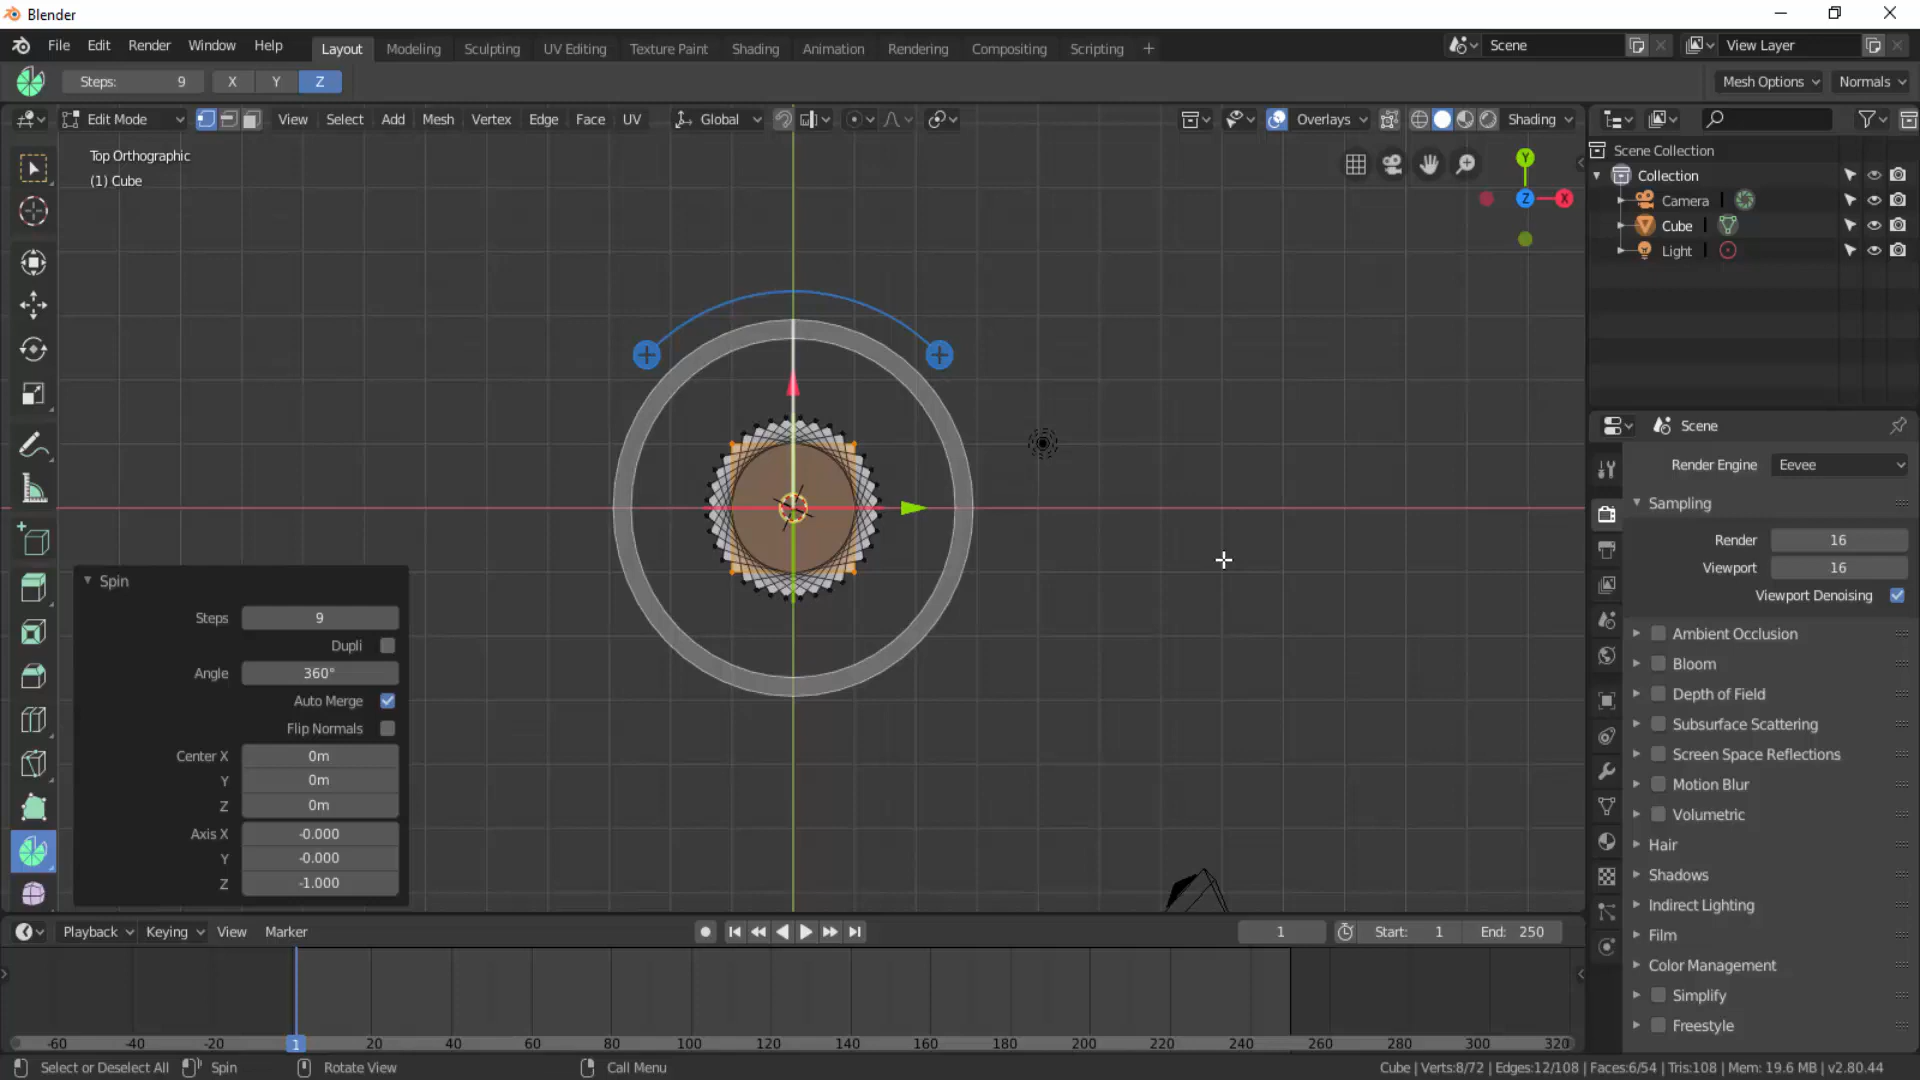 Blender
File Edit Render Window Help Layout Modeling Sculpting UV Editing Texture Paint Shading Animation Rendering Compositing Scripting + Scene View Layer
Steps: 9 X Y Z Mesh Options Normals
Edit Mode View Select Add Mesh Vertex Edge Face UV Global Overlays Shading
Top Orthographic
(1) Cube
Y
Z
X
Scene Collection
Collection
Camera
Cube
Light
Scene
Render Engine Eevee
Sampling
Render 16
Viewport 16
Viewport Denoising
Ambient Occlusion
Bloom
Depth of Field
Subsurface Scattering
Screen Space Reflections
Motion Blur
Volumetric
Hair
Shadows
Indirect Lighting
Film
Color Management
Simplify
Freestyle
Spin
Steps 9
Dupli
Angle 360°
Auto Merge
Flip Normals
Center X 0m
Y 0m
Z 0m
Axis X -0.000
Y -0.000
Z -1.000
Playback Keying View Marker 1 Start: 1 End: 250
-60 -40 -20 1 20 40 60 80 100 120 140 160 180 200 220 240 260 280 300 320
Select or Deselect All Spin Rotate View Call Menu Cube | Verts:8/72 | Edges:12/108 | Faces:6/54 | Tris:108 | Mem: 19.6 MB | v2.80.44